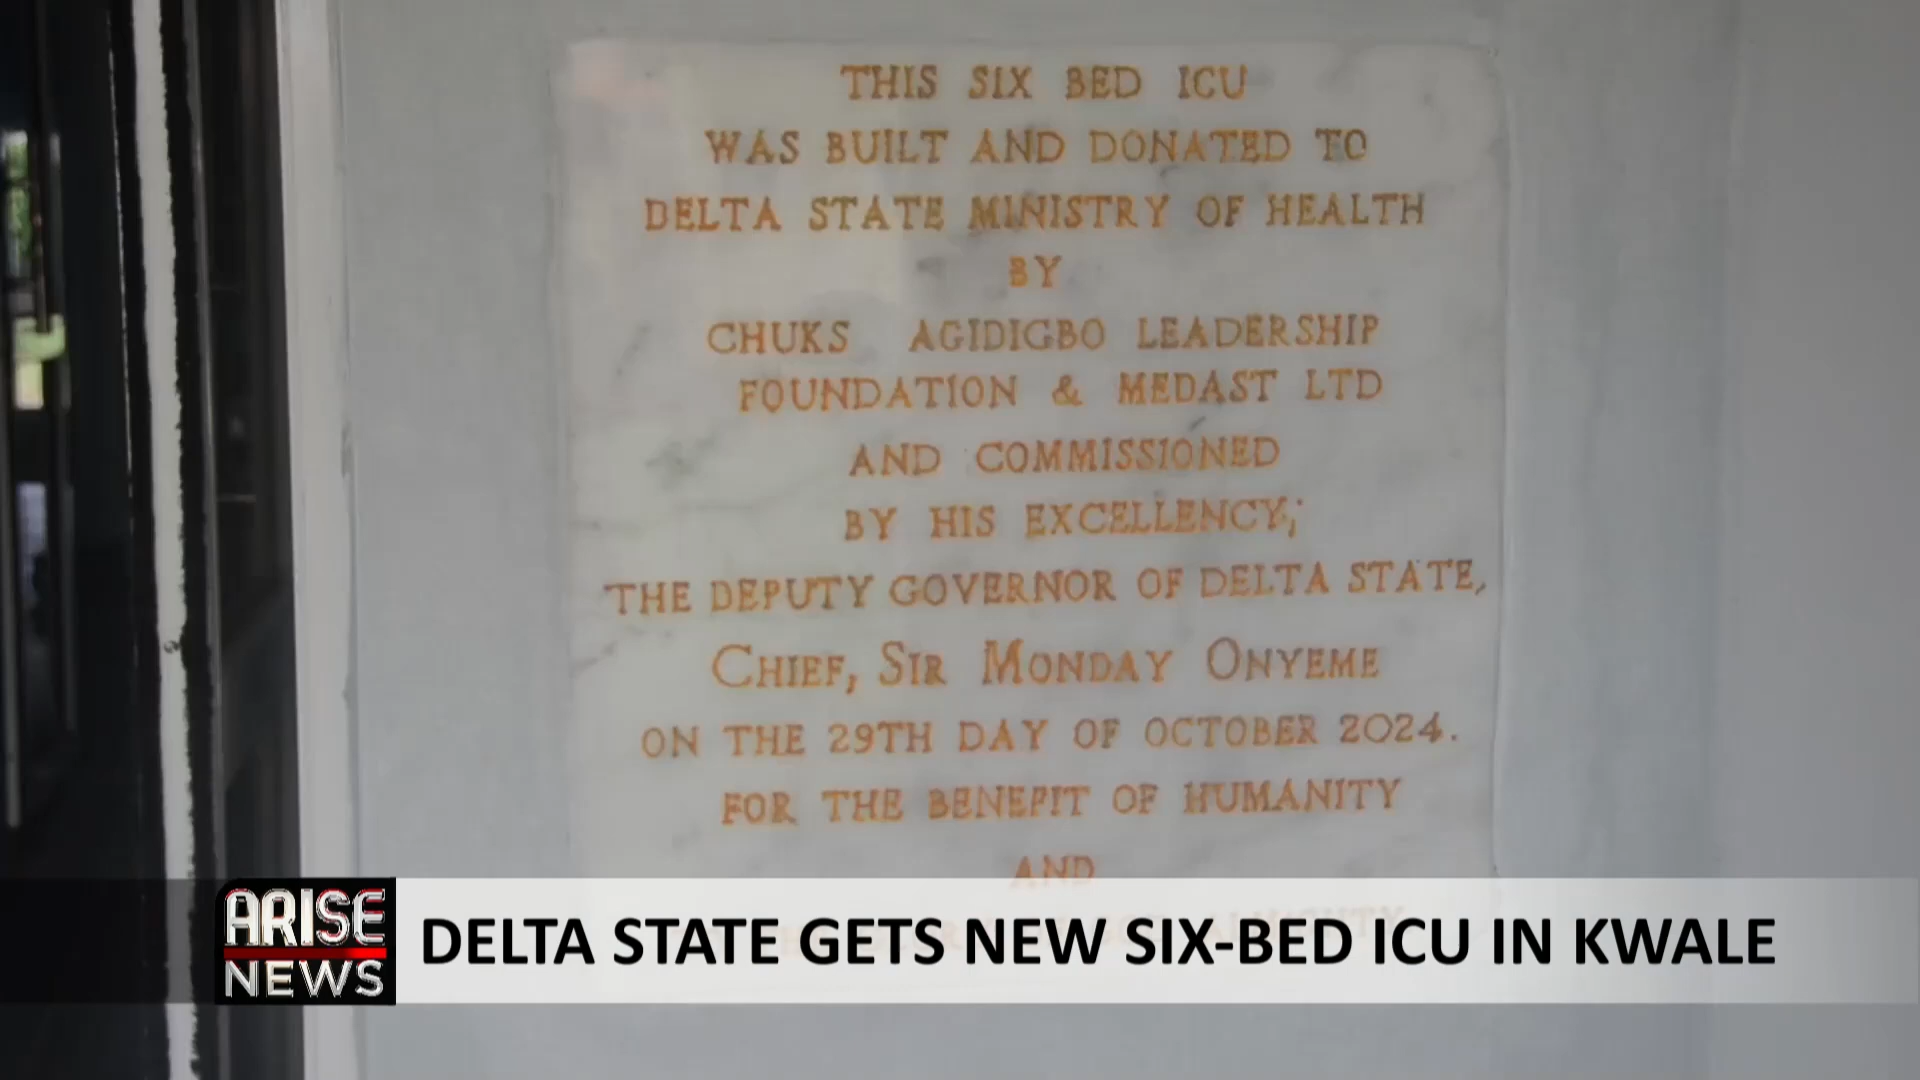 THIS SIX BED ICU
WAS BUILT AND DONATED TO
DELTA STATE MINISTRY OF HEALTH
BY
CHUKS AGIDIGBO LEADERSHIP
FOUNDATION & MEDAST LTD
AND COMMISSIONED
BY HIS EXCELLENCY;
THE DEPUTY GOVERNOR OF DELTA STATE,
CHIEF, SIR MONDAY ONYEME
ON THE 29TH DAY OF OCTOBER 2024.
FOR THE BENEFIT OF HUMANITY
AND
ARISE
NEWS
DELTA STATE GETS NEW SIX-BED ICU IN KWALE